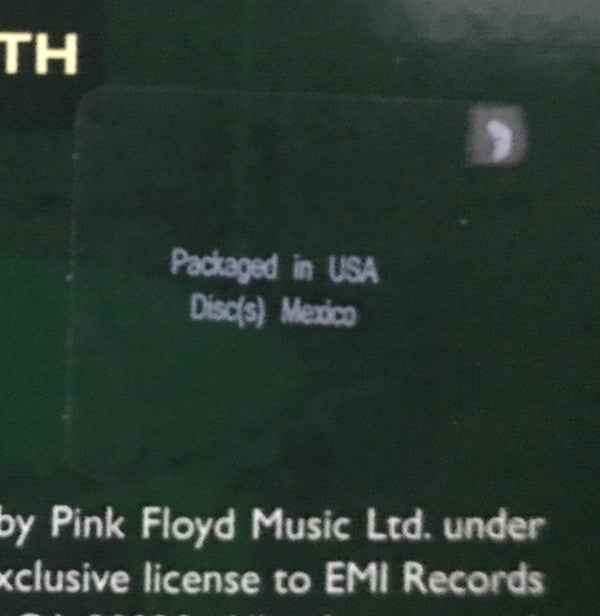 TH
Packaged in USA
Disc(s) Mexico
by Pink Floyd Music Ltd. under
xclusive license to EMI Records